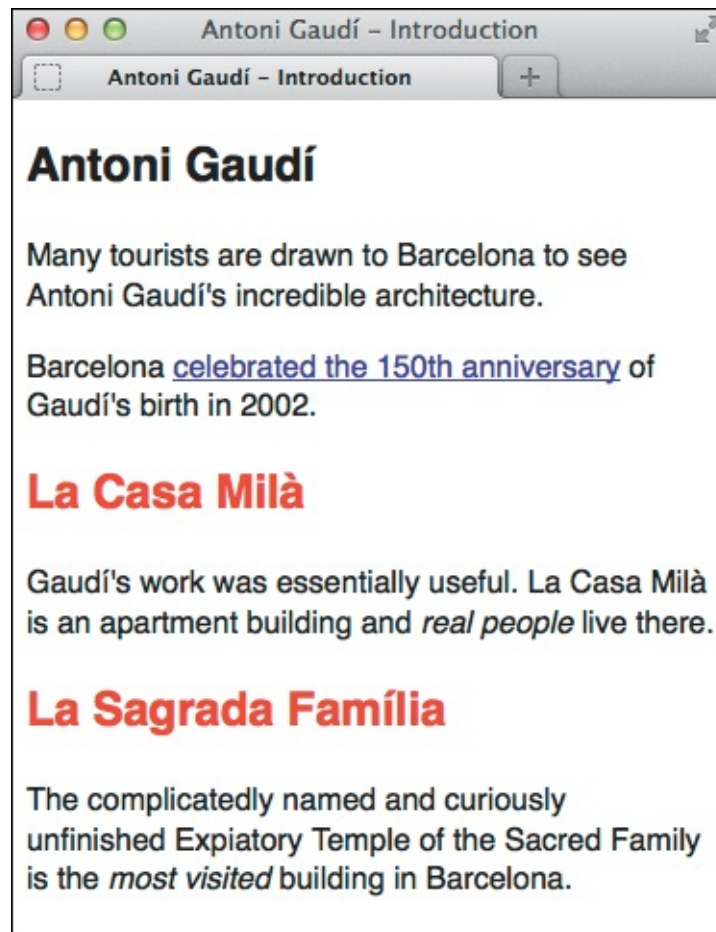 Antoni Gaudí – Introduction
Antoni Gaudí – Introduction
+
Antoni Gaudí
Many tourists are drawn to Barcelona to see
Antoni Gaudí's incredible architecture.
Barcelona celebrated the 150th anniversary of
Gaudí's birth in 2002.
La Casa Milà
Gaudí's work was essentially useful. La Casa Milà
is an apartment building and real people live there.
La Sagrada Família
The complicatedly named and curiously
unfinished Expiatory Temple of the Sacred Family
is the most visited building in Barcelona.